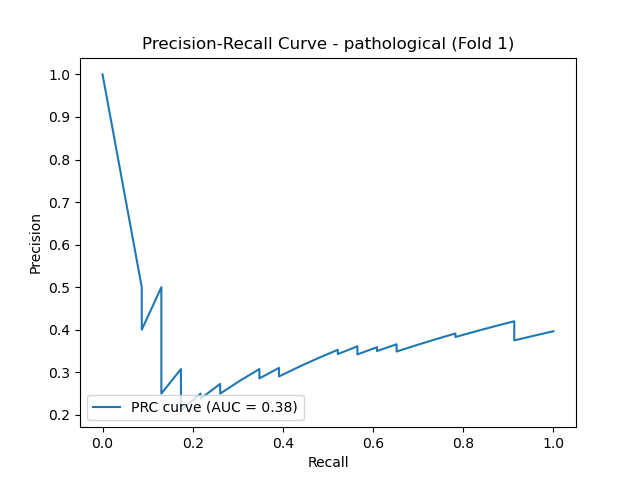 Precision-Recall Curve - pathological (Fold 1)
1.0
0.9
0.8
0.7
0.6
0.5
0.4
0.3
0.2
Precision
PRC curve (AUC = 0.38)
0.0 0.2 0.4 0.6 0.8 1.0
Recall